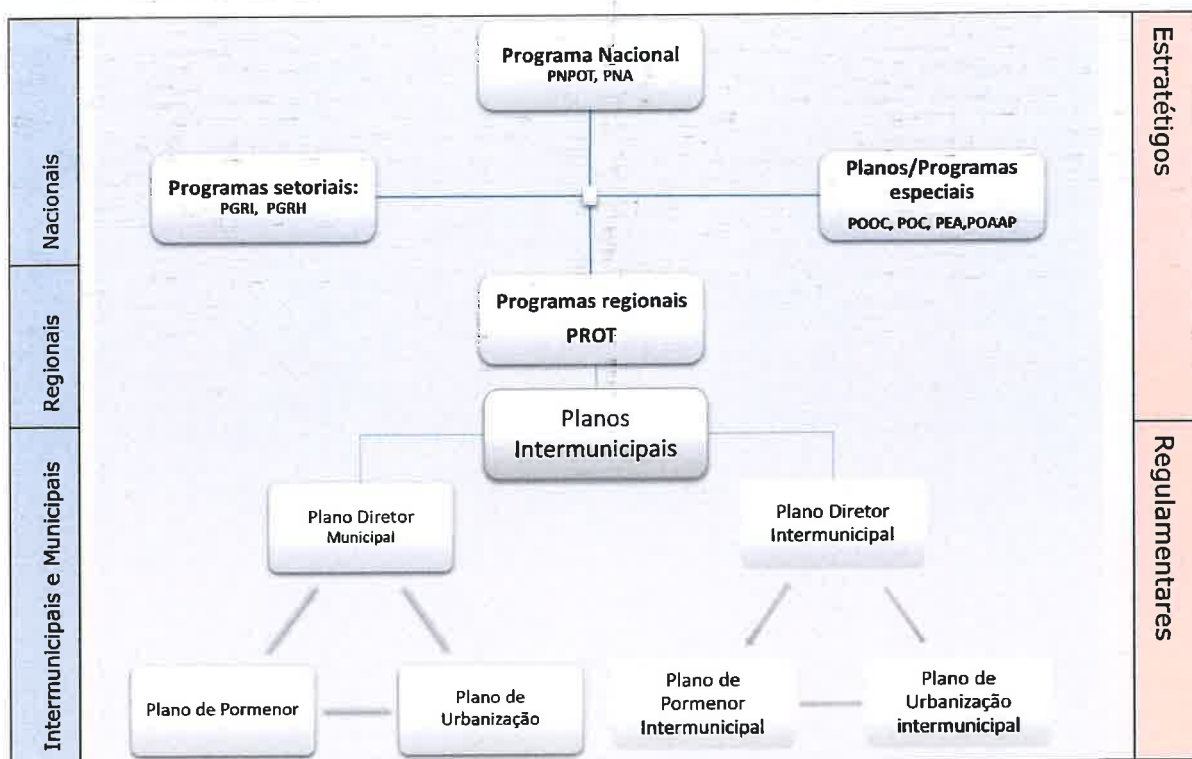 Programa Nacional
PNPOT, PNA
Estratétigos
Nacionais
Programas setoriais:
PGRI, PGRH
Planos/Programas
especiais
POOC, POC, PEA,POAAP
Regionais
Programas regionais
PROT
Planos
Intermunicipais
Intermunicipais e Municipais
Regulamentares
Plano Diretor
Municipal
Plano Diretor
Intermunicipal
Plano de Pormenor
Plano de
Urbanização
Plano de
Pormenor
Intermunicipal
Plano de
Urbanização
intermunicipal